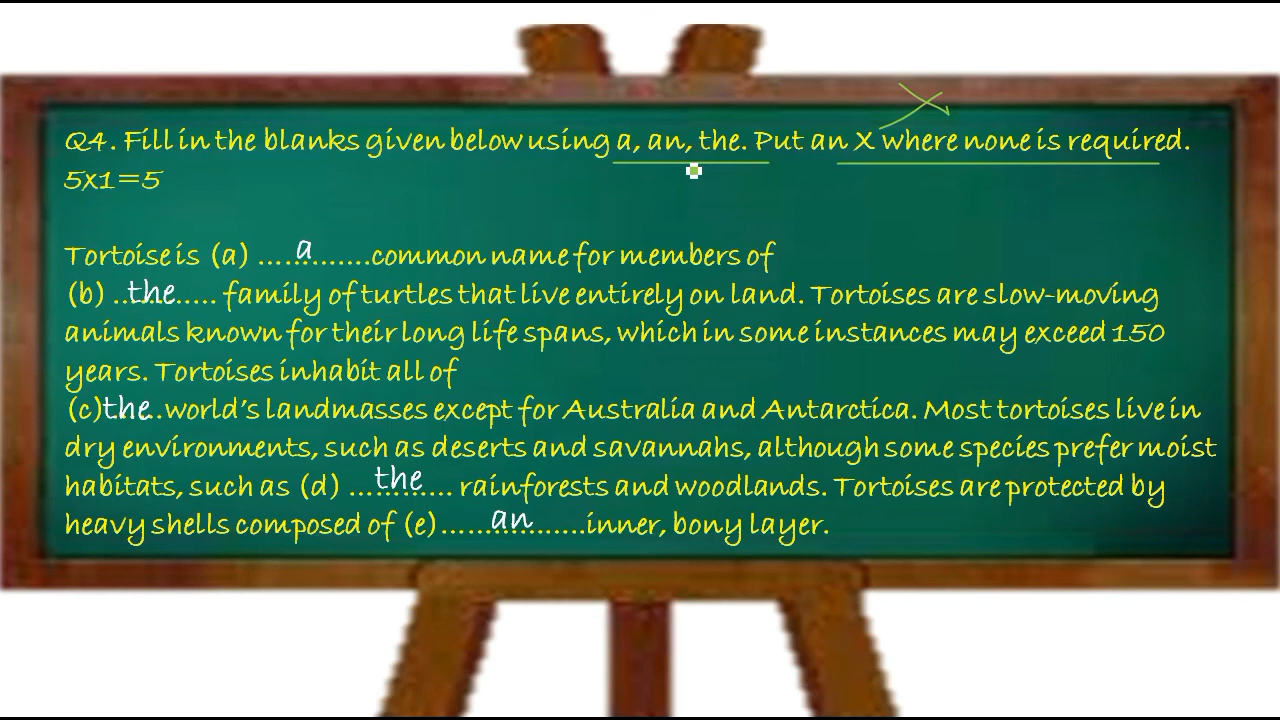 Q4. Fill in the blanks given below using a, an, the. Put an X where none is required.
5x1=5
Tortoise is (a) ....a........common name for members of
(b) ..the..... family of turtles that live entirely on land. Tortoises are slow-moving
animals known for their long life spans, which in some instances may exceed 150
years. Tortoises inhabit all of
(c)the..world's landmasses except for Australia and Antarctica. Most tortoises live in
dry environments, such as deserts and savannahs, although some species prefer moist
habitats, such as (d) ...the... rainforests and woodlands. Tortoises are protected by
heavy shells composed of (e)......an......inner, bony layer.